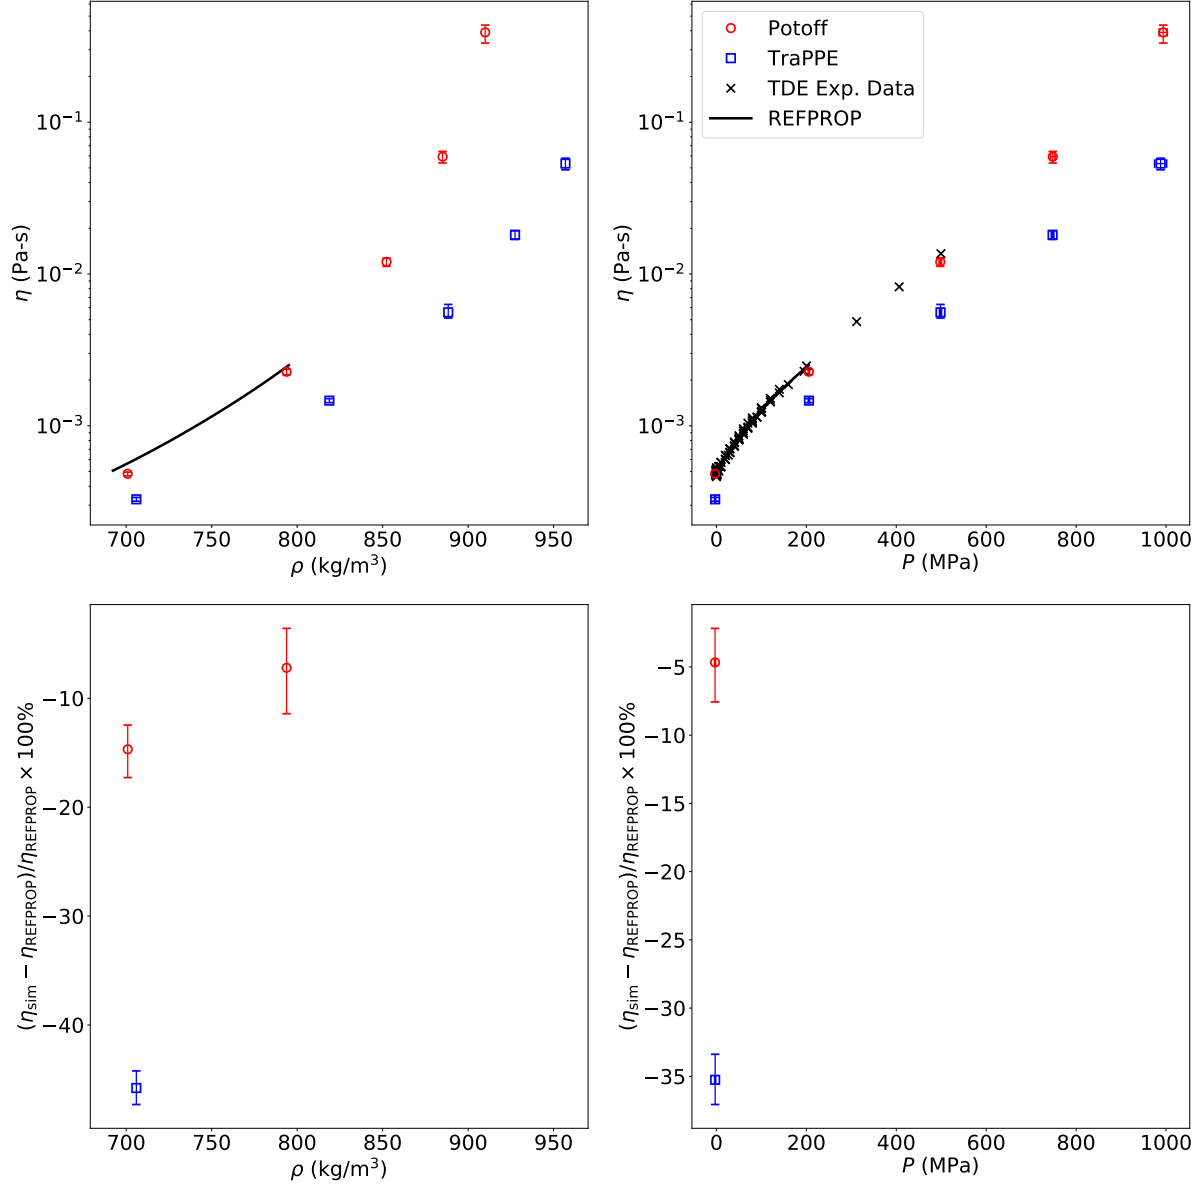 10⁻¹
10⁻²
10⁻³
η (Pa-s)
700 750 800 850 900 950
ρ (kg/m³)
Potoff
TraPPE
TDE Exp. Data
REFPROP
10⁻¹
10⁻²
10⁻³
η (Pa-s)
0 200 400 600 800 1000
P (MPa)
−10
−20
−30
−40
(η_sim − η_REFPROP)/η_REFPROP × 100%
700 750 800 850 900 950
ρ (kg/m³)
−5
−10
−15
−20
−25
−30
−35
(η_sim − η_REFPROP)/η_REFPROP × 100%
0 200 400 600 800 1000
P (MPa)